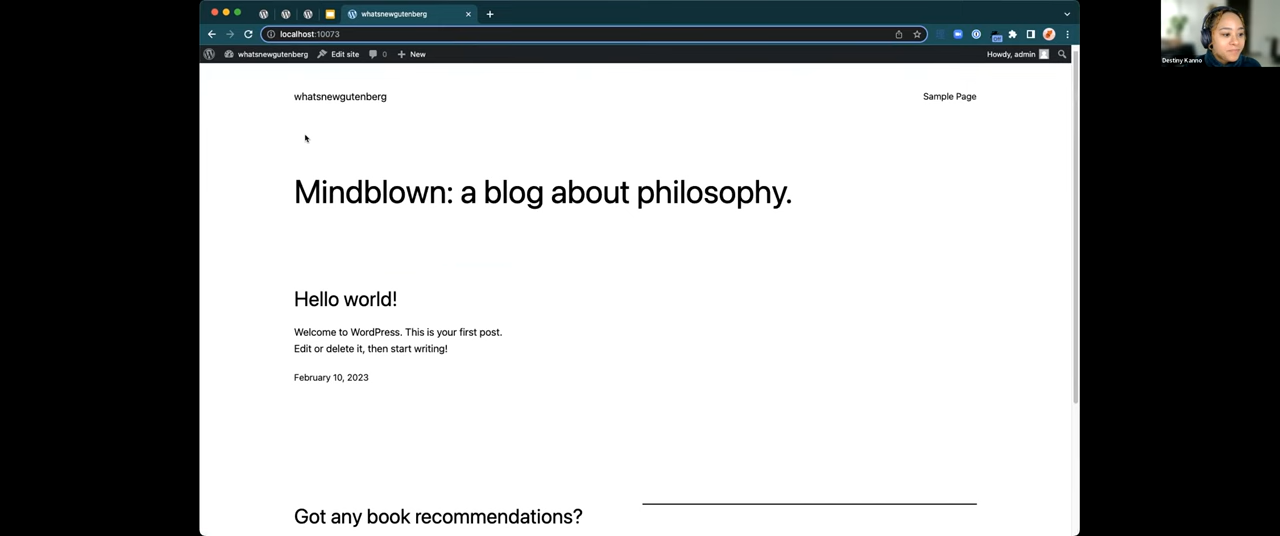 whatsnewgutenberg
localhost:10073
whatsnewgutenberg Edit site 0 New Howdy, admin
whatsnewgutenberg Sample Page
Mindblown: a blog about philosophy.
Hello world!
Welcome to WordPress. This is your first post.
Edit or delete it, then start writing!
February 10, 2023
Got any book recommendations?
Destiny Kanno